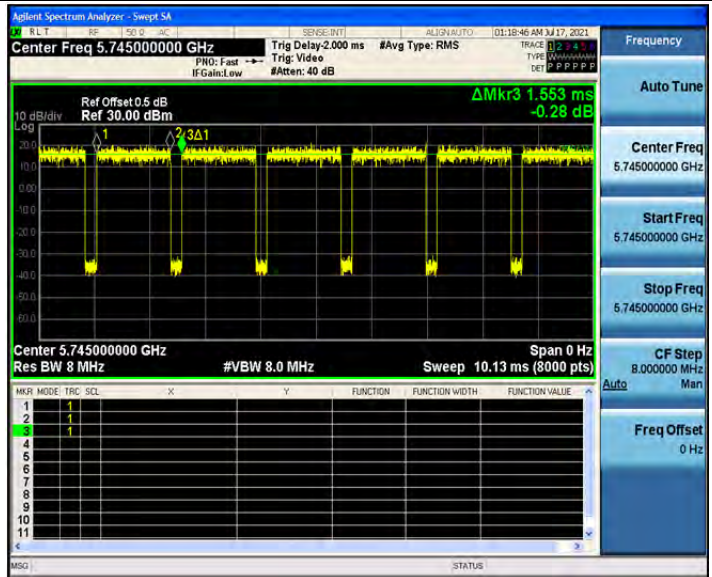 Agilent Spectrum Analyzer - Swept SA
RLT RF 50 Ω AC SENSE:INT ALIGNAUTO 01:18:46 AM Jul 17, 2021
Center Freq 5.745000000 GHz
PNO: Fast
IFGain:Low
Trig Delay-2.000 ms
Trig: Video
#Atten: 40 dB
#Avg Type: RMS
TRACE 1 2 3 4 5 6
TYPE
DET P P P P P P
ΔMkr3 1.553 ms
-0.28 dB
Ref Offset 0.5 dB
10 dB/div Ref 30.00 dBm
Log
1
2
3Δ1
20.0
10.0
0.00
-10.0
-20.0
-30.0
-40.0
-50.0
-60.0
Center 5.745000000 GHz Span 0 Hz
Res BW 8 MHz #VBW 8.0 MHz Sweep 10.13 ms (8000 pts)
MKR MODE TRC SCL X Y FUNCTION FUNCTION WIDTH FUNCTION VALUE
1 1
2 1
3 1
4
5
6
7
8
9
10
11
MSG STATUS
Frequency
Auto Tune
Center Freq
5.745000000 GHz
Start Freq
5.745000000 GHz
Stop Freq
5.745000000 GHz
CF Step
8.000000 MHz
Auto Man
Freq Offset
0 Hz